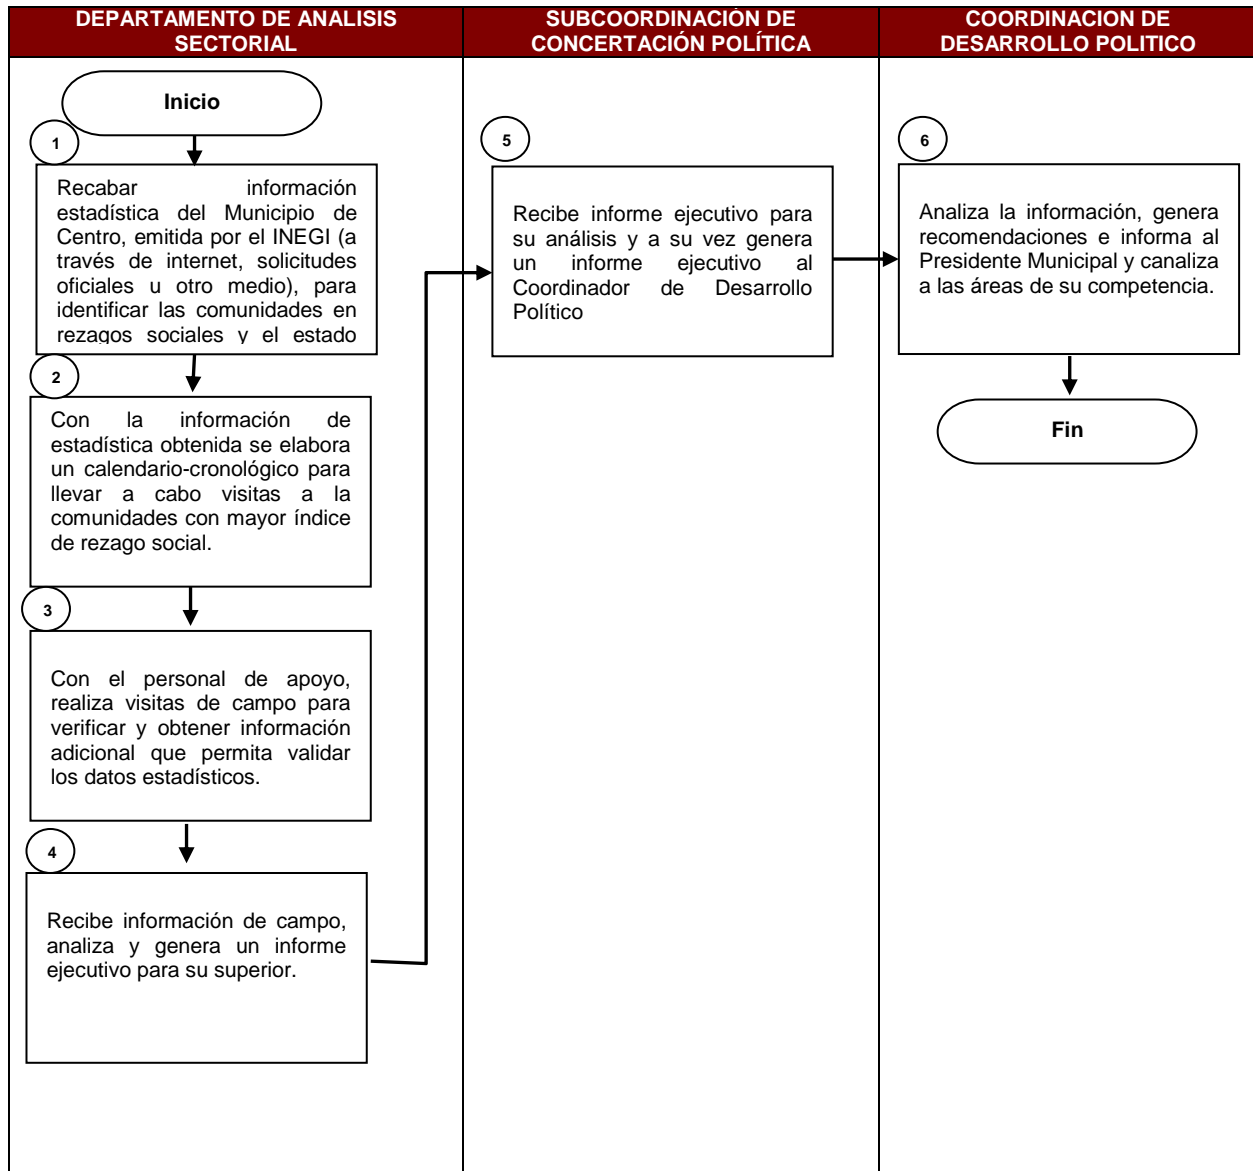 DEPARTAMENTO DE ANALISIS
SECTORIAL
SUBCOORDINACIÓN DE
CONCERTACIÓN POLÍTICA
COORDINACION DE
DESARROLLO POLITICO
Inicio
1
Recabar información
estadística del Municipio de
Centro, emitida por el INEGI (a
través de internet, solicitudes
oficiales u otro medio), para
identificar las comunidades en
rezagos sociales y el estado
2
Con la información de
estadística obtenida se elabora
un calendario-cronológico para
llevar a cabo visitas a la
comunidades con mayor índice
de rezago social.
3
Con el personal de apoyo,
realiza visitas de campo para
verificar y obtener información
adicional que permita validar
los datos estadísticos.
4
Recibe información de campo,
analiza y genera un informe
ejecutivo para su superior.
5
Recibe informe ejecutivo para
su análisis y a su vez genera
un informe ejecutivo al
Coordinador de Desarrollo
Político
6
Analiza la información, genera
recomendaciones e informa al
Presidente Municipal y canaliza
a las áreas de su competencia.
Fin